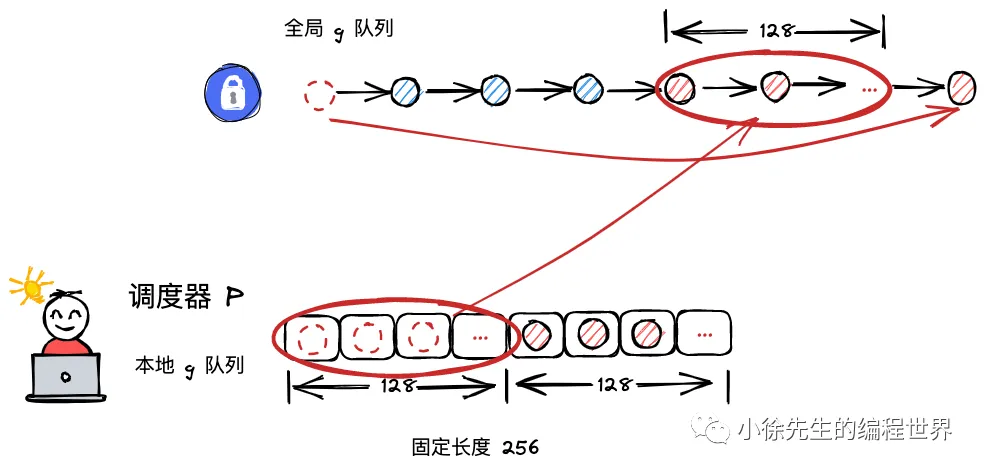 全局 g 队列
128
...
调度器 P
本地 g 队列
... ...
128 128
固定长度 256
小徐先生的编程世界